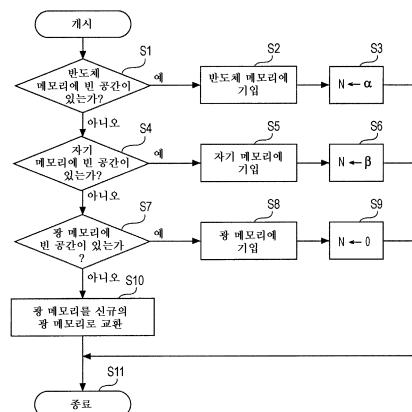 개시
S1
반도체
메모리에 빈 공간이
있는가?
예
S2
반도체 메모리에
기입
S3
N ← α
아니오
S4
자기
메모리에 빈 공간이
있는가?
예
S5
자기 메모리에
기입
S6
N ← β
아니오
S7
광 메모리에
빈 공간이 있는가
?
예
S8
광 메모리에
기입
S9
N ← 0
아니오
S10
광 메모리를 신규의
광 메모리로 교환
S11
종료